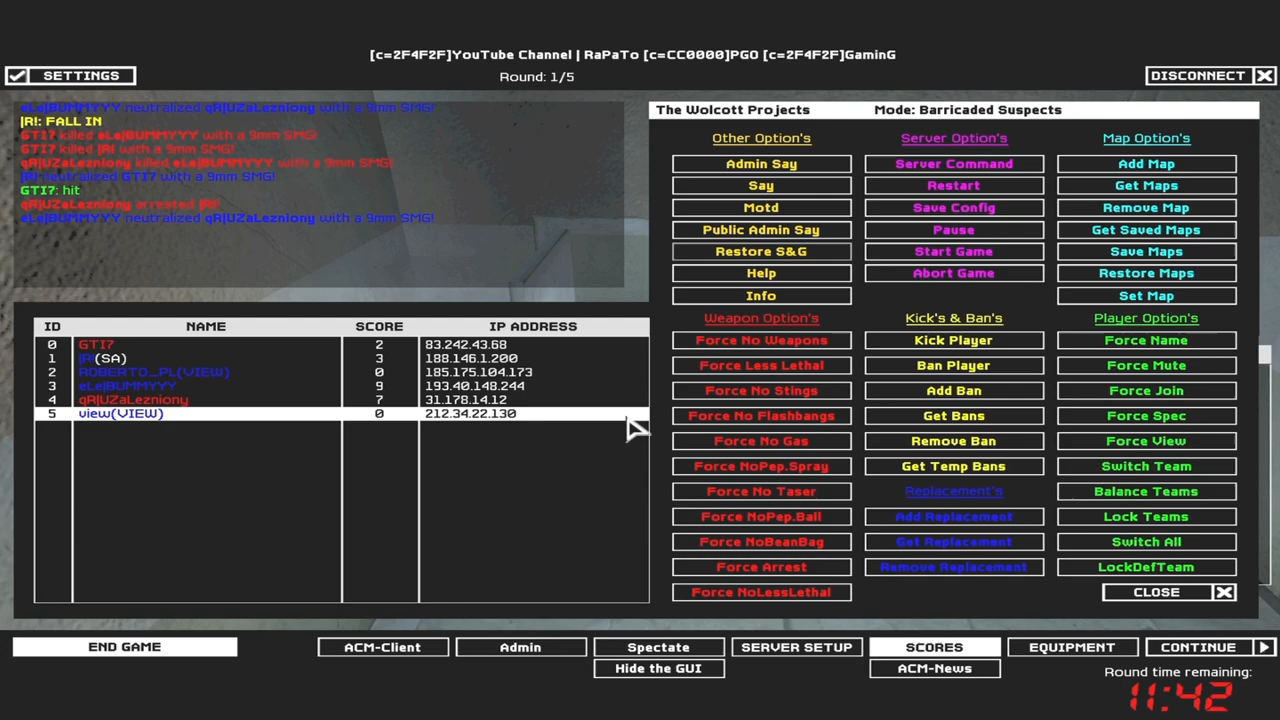 [c=2F4F2F]YouTube Channel | RaPaTo [c=CC0000]PGO [c=2F4F2F]GaminG
SETTINGS
Round: 1/5
DISCONNECT
eLe|BUMMYYY neutralized qR|UZaLezniony with a 9mm SMG!
|R!: FALL IN
GTI7 killed eLe|BUMMYYY with a 9mm SMG!
GTI7 killed |R! with a 9mm SMG!
qR|UZaLezniony killed eLe|BUMMYYY with a 9mm SMG!
|R! neutralized GTI7 with a 9mm SMG!
GTI7: hit
qR|UZaLezniony arrested |R!!
eLe|BUMMYYY neutralized qR|UZaLezniony with a 9mm SMG!
ID NAME SCORE IP ADDRESS
0 GTI7 2 83.242.43.68
1 |R!(SA) 3 188.146.1.200
2 ROBERTO_PL(VIEW) 0 185.175.104.173
3 eLe|BUMMYYY 9 193.40.148.244
4 qR|UZaLezniony 7 31.178.14.12
5 view(VIEW) 0 212.34.22.130
The Wolcott Projects Mode: Barricaded Suspects
Other Option's
Admin Say
Say
Motd
Public Admin Say
Restore S&G
Help
Info
Server Option's
Server Command
Restart
Save Config
Pause
Start Game
Abort Game
Map Option's
Add Map
Get Maps
Remove Map
Get Saved Maps
Save Maps
Restore Maps
Set Map
Weapon Option's
Force No Weapons
Force Less Lethal
Force No Stings
Force No Flashbangs
Force No Gas
Force NoPep.Spray
Force No Taser
Force NoPep.Ball
Force NoBeanBag
Force Arrest
Force NoLessLethal
Kick's & Ban's
Kick Player
Ban Player
Add Ban
Get Bans
Remove Ban
Get Temp Bans
Replacement's
Add Replacement
Get Replacement
Remove Replacement
Player Option's
Force Name
Force Mute
Force Join
Force Spec
Force View
Switch Team
Balance Teams
Lock Teams
Switch All
LockDefTeam
CLOSE
END GAME
ACM-Client
Admin
Spectate
SERVER SETUP
SCORES
EQUIPMENT
CONTINUE
Hide the GUI
ACM-News
Round time remaining:
11:42